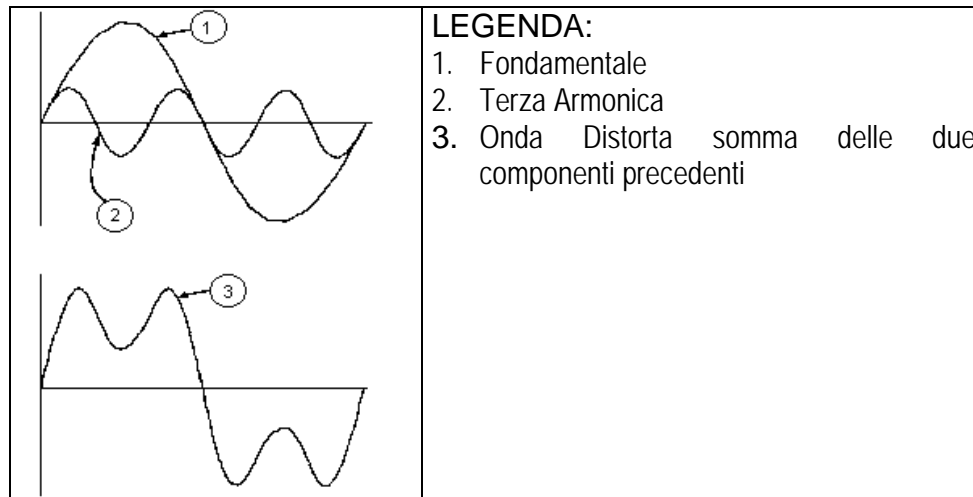 1
2
3
LEGENDA:
1. Fondamentale
2. Terza Armonica
3. Onda Distorta somma delle due
componenti precedenti